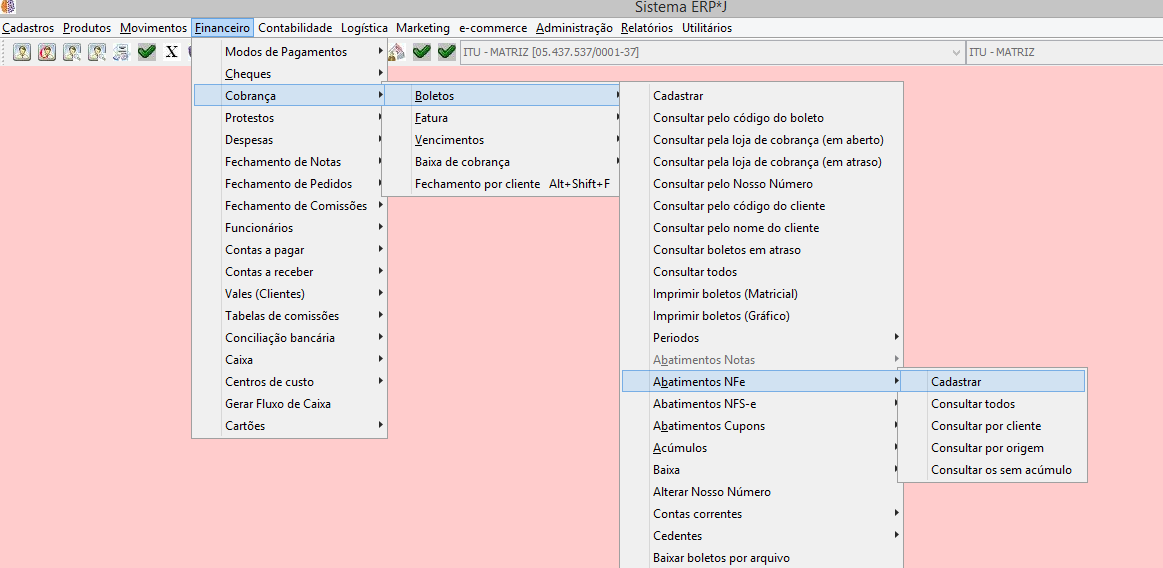 Sistema ERP*J
Cadastros Produtos Movimentos Financeiro Contabilidade Logística Marketing e-commerce Administração Relatórios Utilitários
X
ITU - MATRIZ [05.437.537/0001-37]
ITU - MATRIZ
Modos de Pagamentos
Cheques
Cobrança
Protestos
Despesas
Fechamento de Notas
Fechamento de Pedidos
Fechamento de Comissões
Funcionários
Contas a pagar
Contas a receber
Vales (Clientes)
Tabelas de comissões
Conciliação bancária
Caixa
Centros de custo
Gerar Fluxo de Caixa
Cartões
Boletos
Fatura
Vencimentos
Baixa de cobrança
Fechamento por cliente Alt+Shift+F
Cadastrar
Consultar pelo código do boleto
Consultar pela loja de cobrança (em aberto)
Consultar pela loja de cobrança (em atraso)
Consultar pelo Nosso Número
Consultar pelo código do cliente
Consultar pelo nome do cliente
Consultar boletos em atraso
Consultar todos
Imprimir boletos (Matricial)
Imprimir boletos (Gráfico)
Periodos
Abatimentos Notas
Abatimentos NFe
Abatimentos NFS-e
Abatimentos Cupons
Acúmulos
Baixa
Alterar Nosso Número
Contas correntes
Cedentes
Baixar boletos por arquivo
Cadastrar
Consultar todos
Consultar por cliente
Consultar por origem
Consultar os sem acúmulo